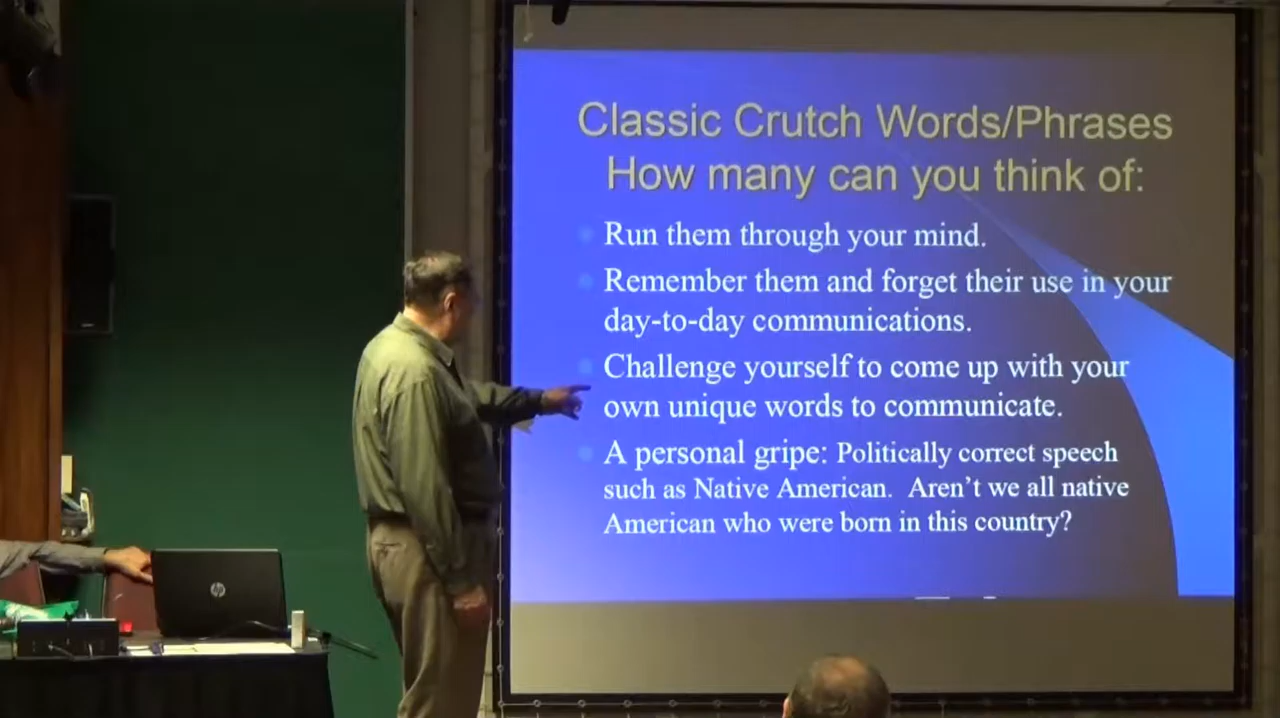 Classic Crutch Words/Phrases
How many can you think of:
Run them through your mind.
Remember them and forget their use in your
day-to-day communications.
Challenge yourself to come up with your
own unique words to communicate.
A personal gripe: Politically correct speech
such as Native American. Aren't we all native
American who were born in this country?
hp